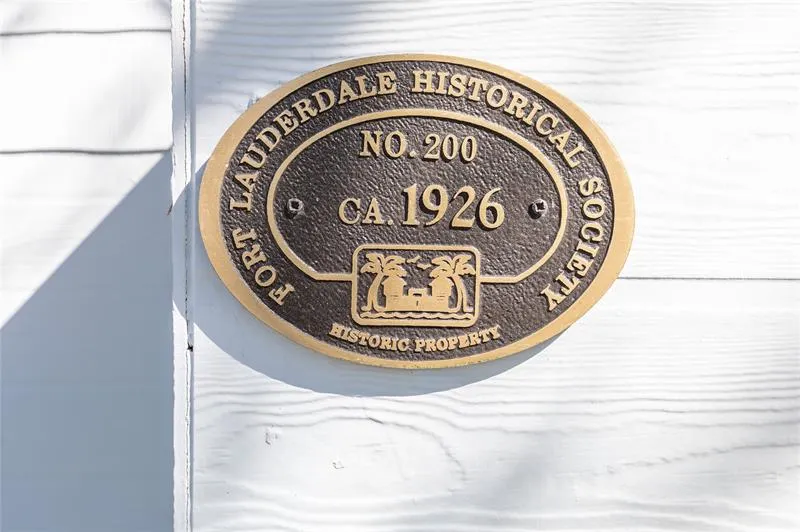 FORT LAUDERDALE HISTORICAL SOCIETY
NO. 200
CA. 1926
HISTORIC PROPERTY